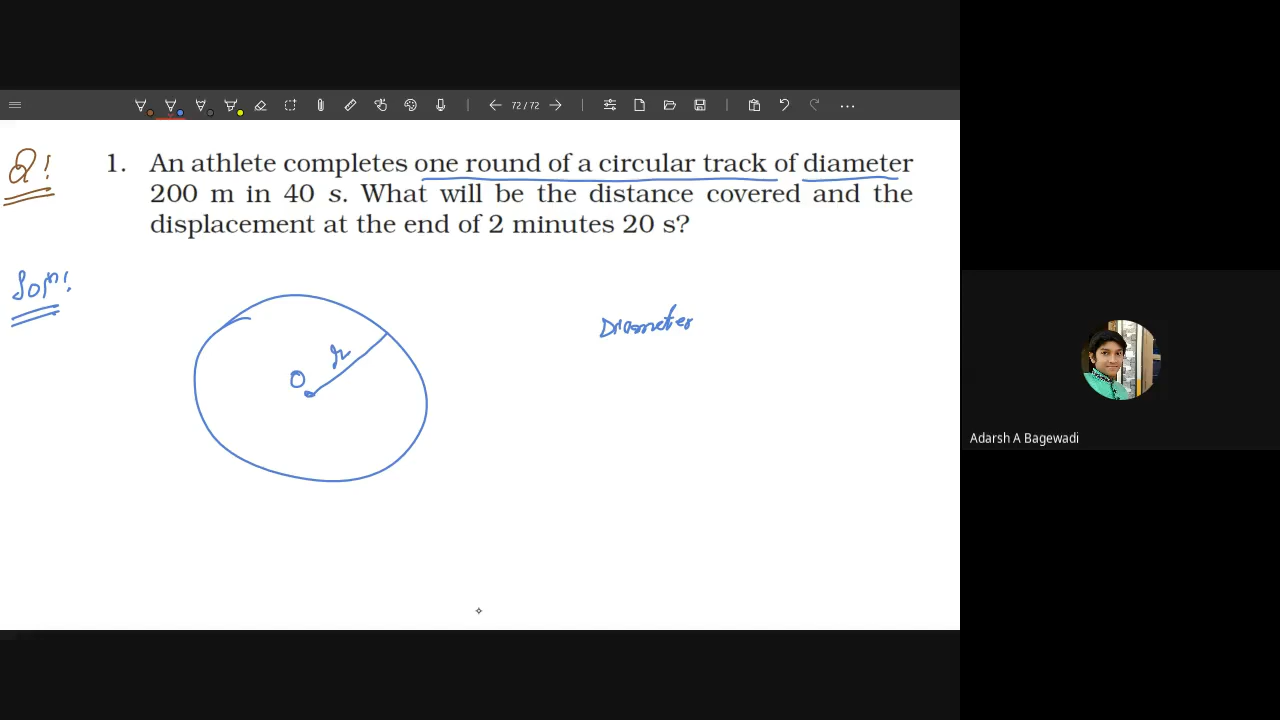 72 / 72
Q!
1. An athlete completes one round of a circular track of diameter
200 m in 40 s. What will be the distance covered and the
displacement at the end of 2 minutes 20 s?
Solⁿ!
r
O
Diameter
Adarsh A Bagewadi